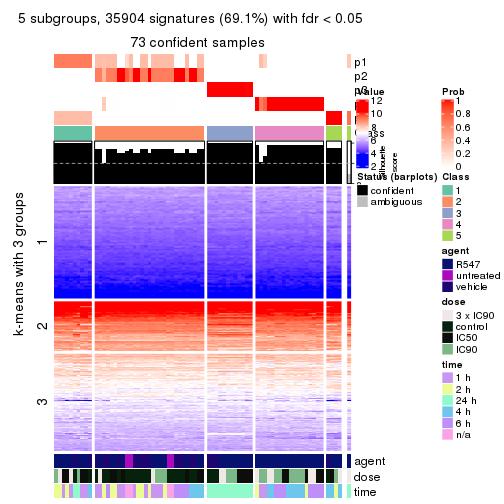 5 subgroups, 35904 signatures (69.1%) with fdr < 0.05
73 confident samples
p1
p2
p4
Value
12
10
8
6
4
2
Prob
1
0.8
0.6
0.4
0.2
0
Silhouette
score
Status (barplots)
confident
ambiguous
Class
1
2
3
4
5
agent
R547
untreated
vehicle
dose
3 x IC90
control
IC50
IC90
time
1 h
2 h
24 h
4 h
6 h
n/a
k-means with 3 groups
1
2
3
agent
dose
time